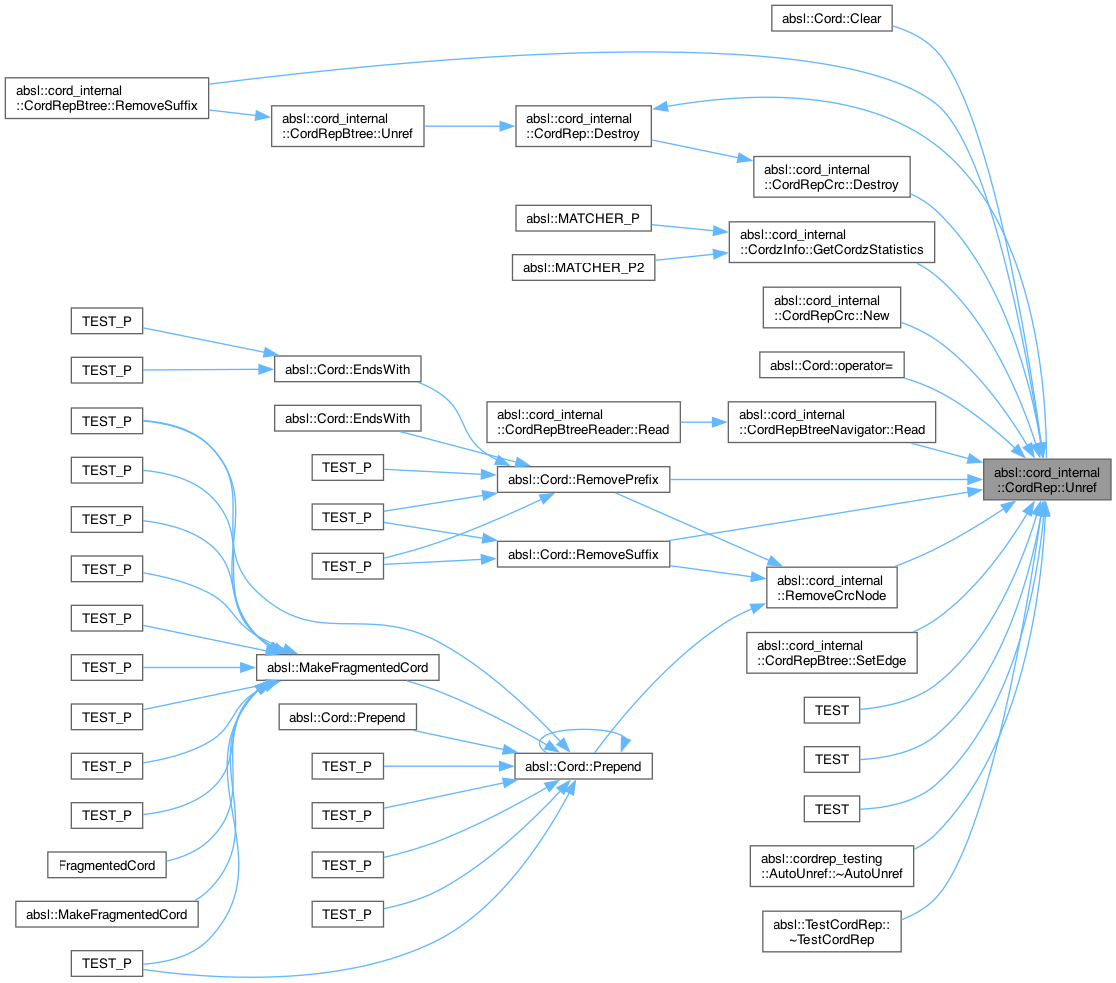 absl::Cord::Clear
absl::cord_internal
::CordRepBtree::RemoveSuffix
absl::cord_internal
::CordRepBtree::Unref
absl::cord_internal
::CordRep::Destroy
absl::cord_internal
::CordRepCrc::Destroy
absl::MATCHER_P
absl::cord_internal
::CordzInfo::GetCordzStatistics
absl::MATCHER_P2
absl::cord_internal
::CordRepCrc::New
TEST_P
absl::Cord::operator=
TEST_P
absl::Cord::EndsWith
absl::Cord::EndsWith
absl::cord_internal
::CordRepBtreeReader::Read
absl::cord_internal
::CordRepBtreeNavigator::Read
TEST_P
TEST_P
TEST_P
absl::Cord::RemovePrefix
absl::cord_internal
::CordRep::Unref
TEST_P
TEST_P
absl::Cord::RemoveSuffix
TEST_P
TEST_P
absl::cord_internal
::RemoveCrcNode
TEST_P
absl::cord_internal
::CordRepBtree::SetEdge
TEST_P
absl::MakeFragmentedCord
TEST_P
absl::Cord::Prepend
TEST
TEST_P
TEST_P
absl::Cord::Prepend
TEST
TEST_P
TEST_P
TEST
FragmentedCord
TEST_P
absl::cordrep_testing
::AutoUnref::~AutoUnref
absl::MakeFragmentedCord
TEST_P
absl::TestCordRep::
~TestCordRep
TEST_P